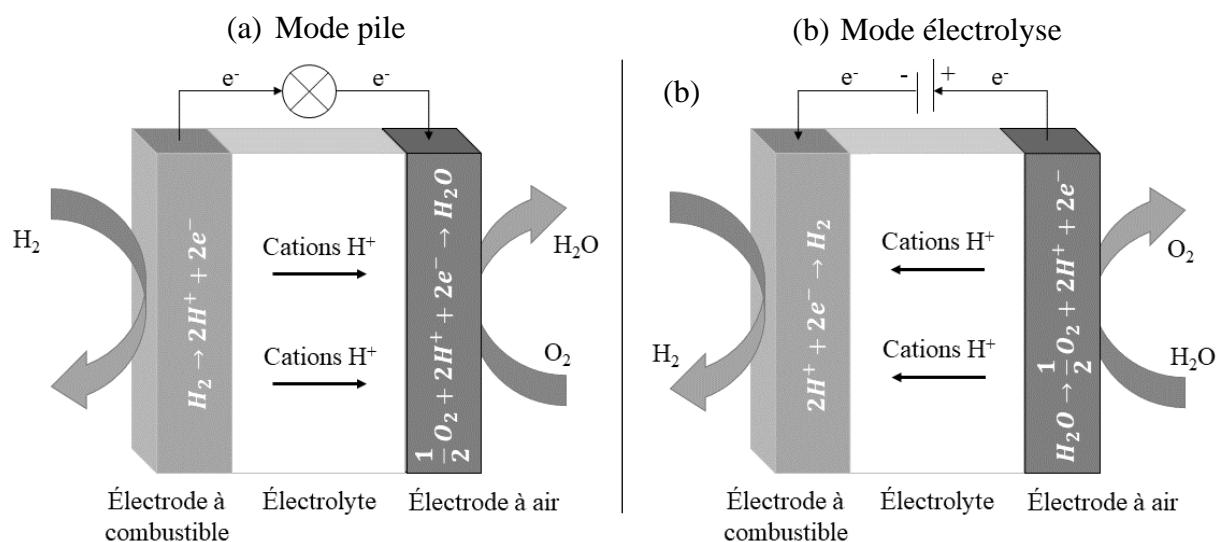 (a) Mode pile
e⁻
e⁻
H₂
Cations H⁺
Cations H⁺
H₂ → 2H⁺ + 2e⁻
1/2 O₂ + 2H⁺ + 2e⁻ → H₂O
H₂O
O₂
Électrode à
combustible
Électrolyte
Électrode à air
(b) Mode électrolyse
(b)
e⁻
-
+
e⁻
H₂
Cations H⁺
Cations H⁺
2H⁺ + 2e⁻ → H₂
H₂O → 1/2 O₂ + 2H⁺ + 2e⁻
O₂
H₂O
Électrode à
combustible
Électrolyte
Électrode à air